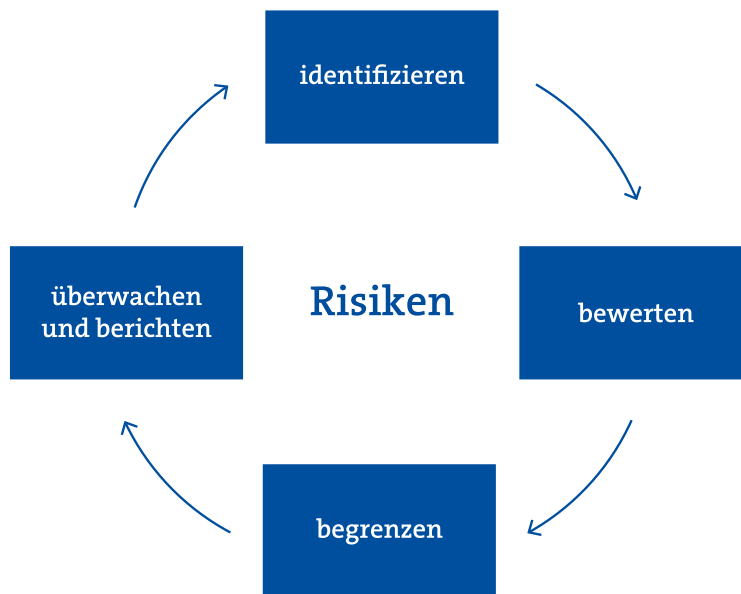 identifizieren
Risiken
überwachen
und berichten
bewerten
begrenzen